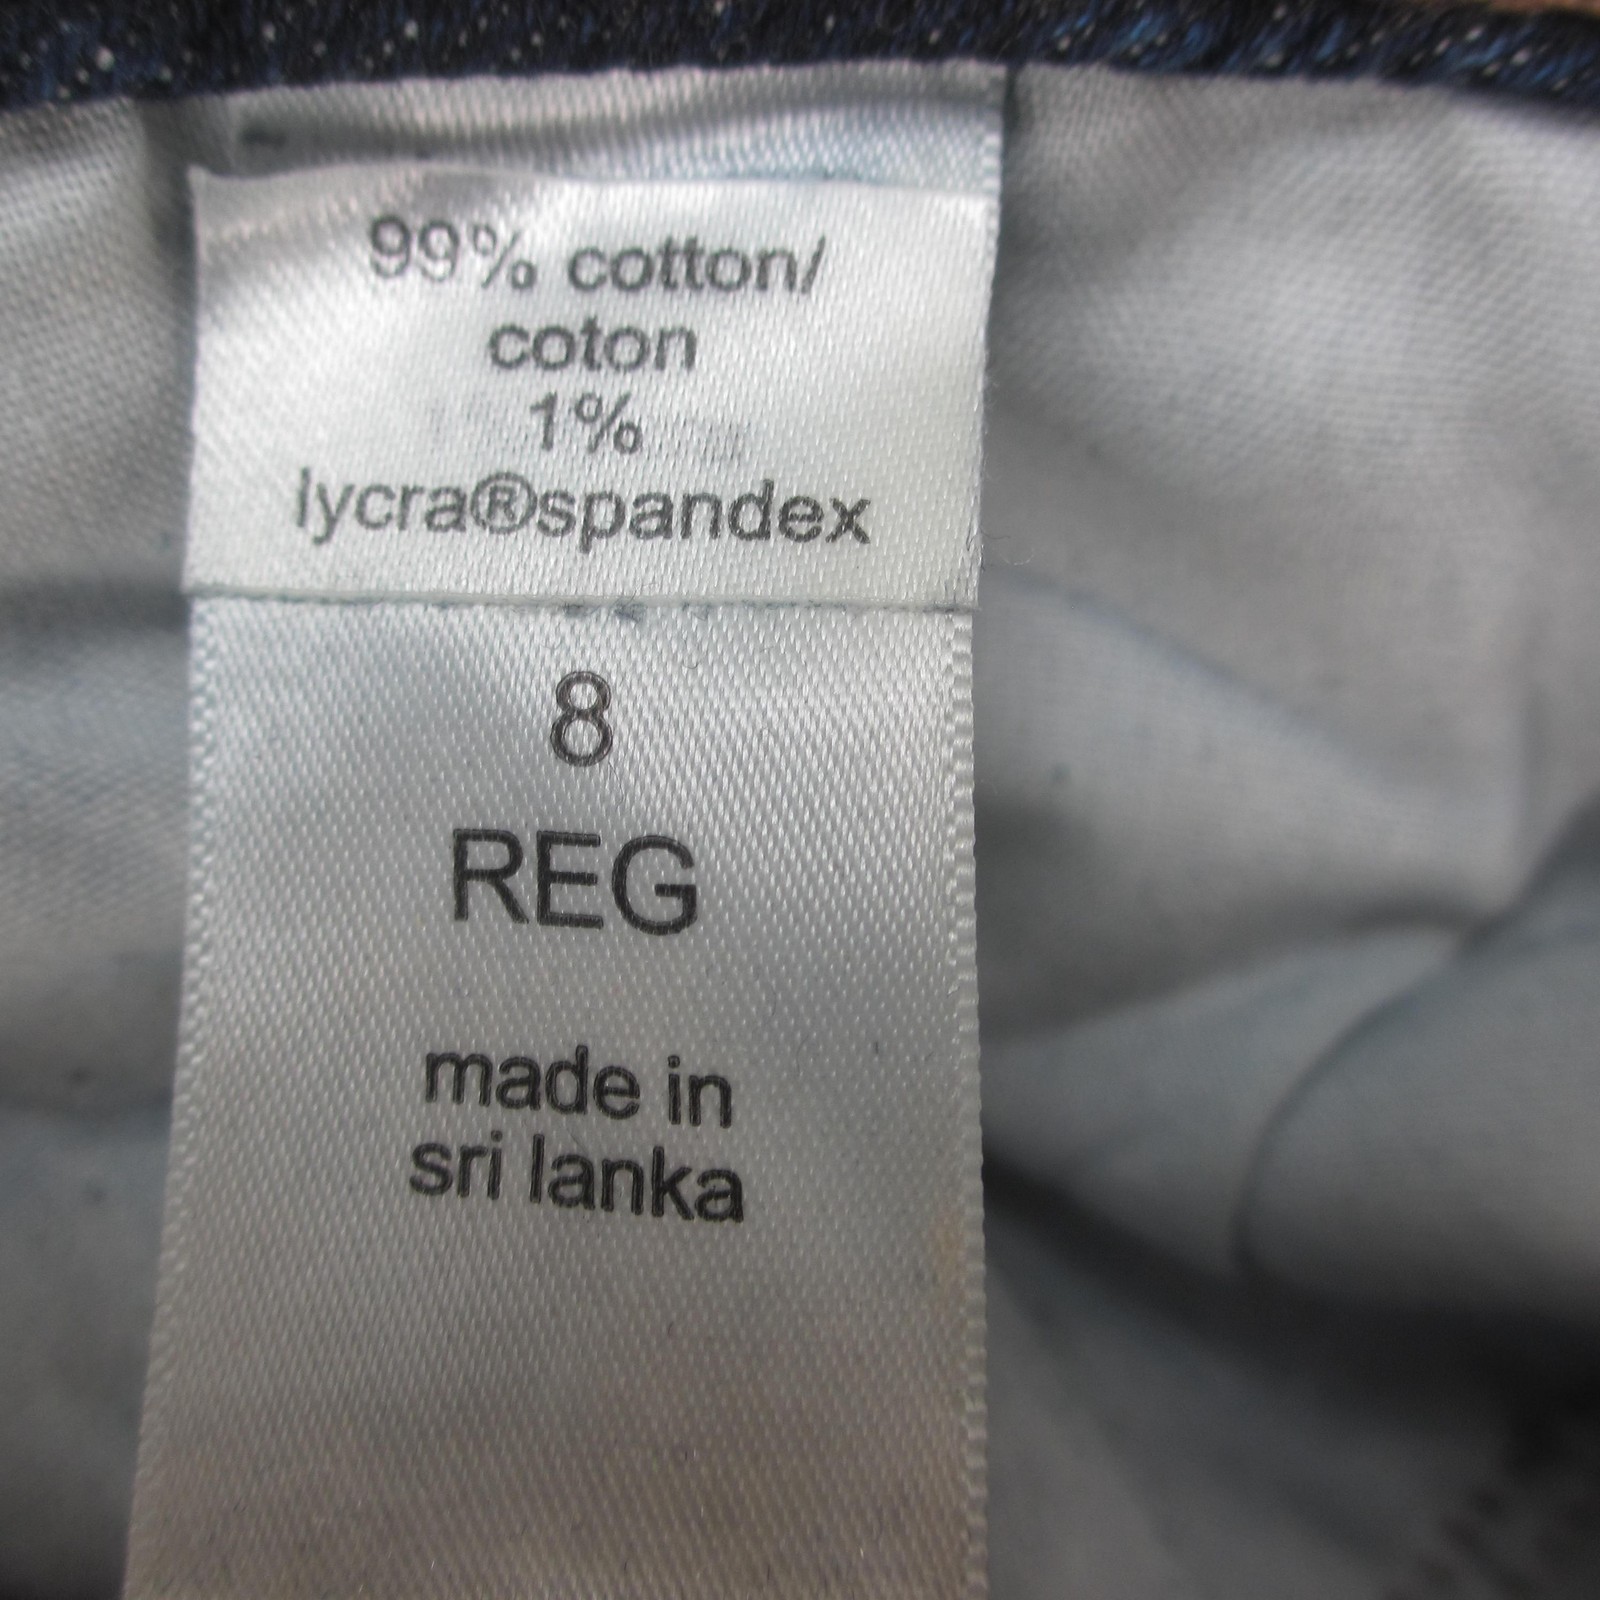 99% cotton/
coton
1%
lycra®spandex
8
REG
made in
sri lanka